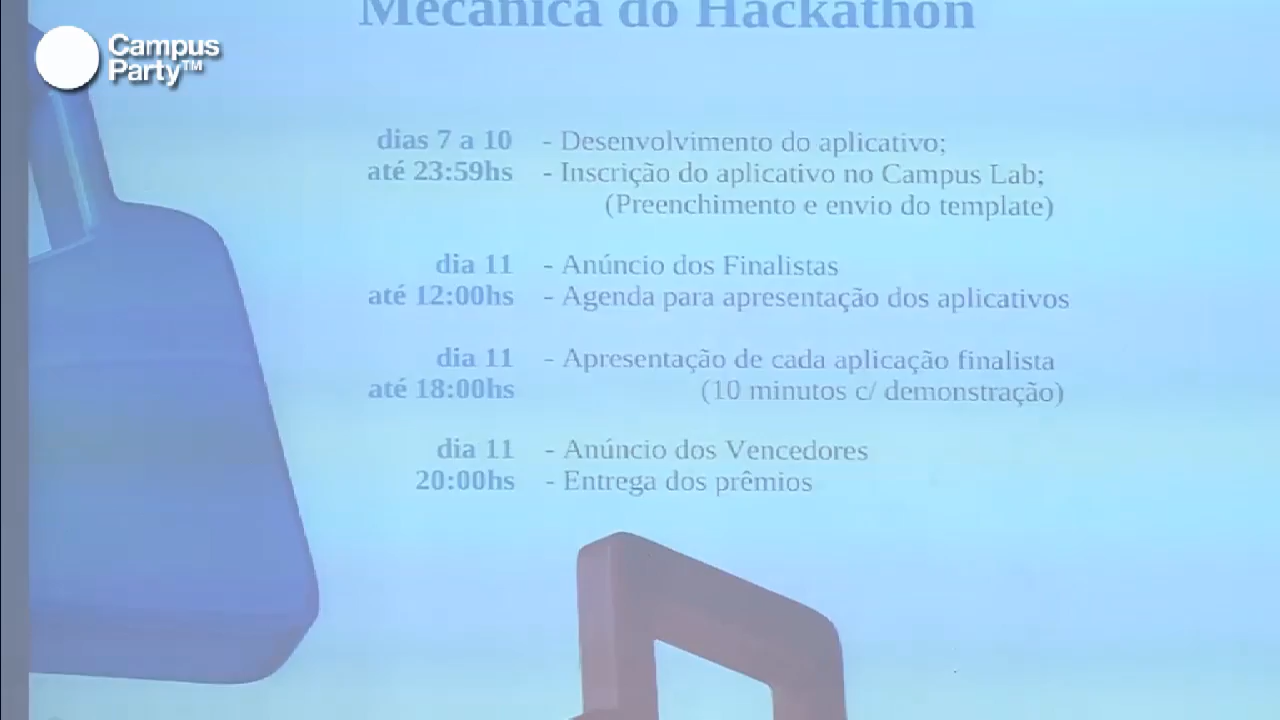 Mecânica do Hackathon
Campus
Party™
dias 7 a 10 - Desenvolvimento do aplicativo;
até 23:59hs - Inscrição do aplicativo no Campus Lab;
(Preenchimento e envio do template)
dia 11 - Anúncio dos Finalistas
até 12:00hs - Agenda para apresentação dos aplicativos
dia 11 - Apresentação de cada aplicação finalista
até 18:00hs (10 minutos c/ demonstração)
dia 11 - Anúncio dos Vencedores
20:00hs - Entrega dos prêmios